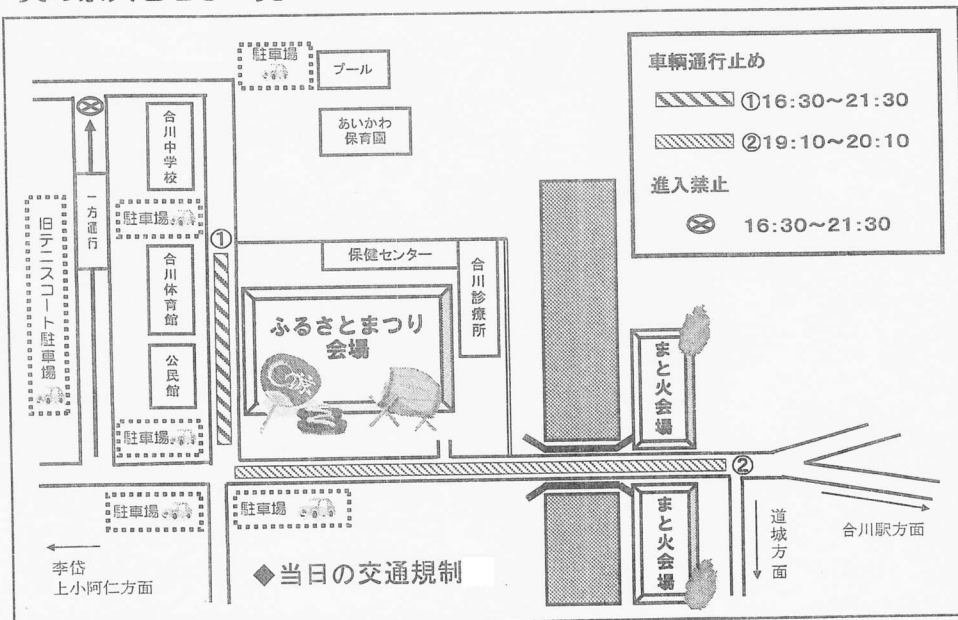 駐車場
プール
あいかわ
保育園
車輌通行止め
①16:30～21:30
②19:10～20:10
進入禁止
16:30～21:30
合川中学校
一方通行
旧テニスコート駐車場
駐車場
①
合川体育館
公民館
駐車場
保健センター
合川診療所
ふるさとまつり
会場
まと火会場
②
駐車場
駐車場
まと火会場
道城方面
合川駅方面
李岱
上小阿仁方面
◆当日の交通規制